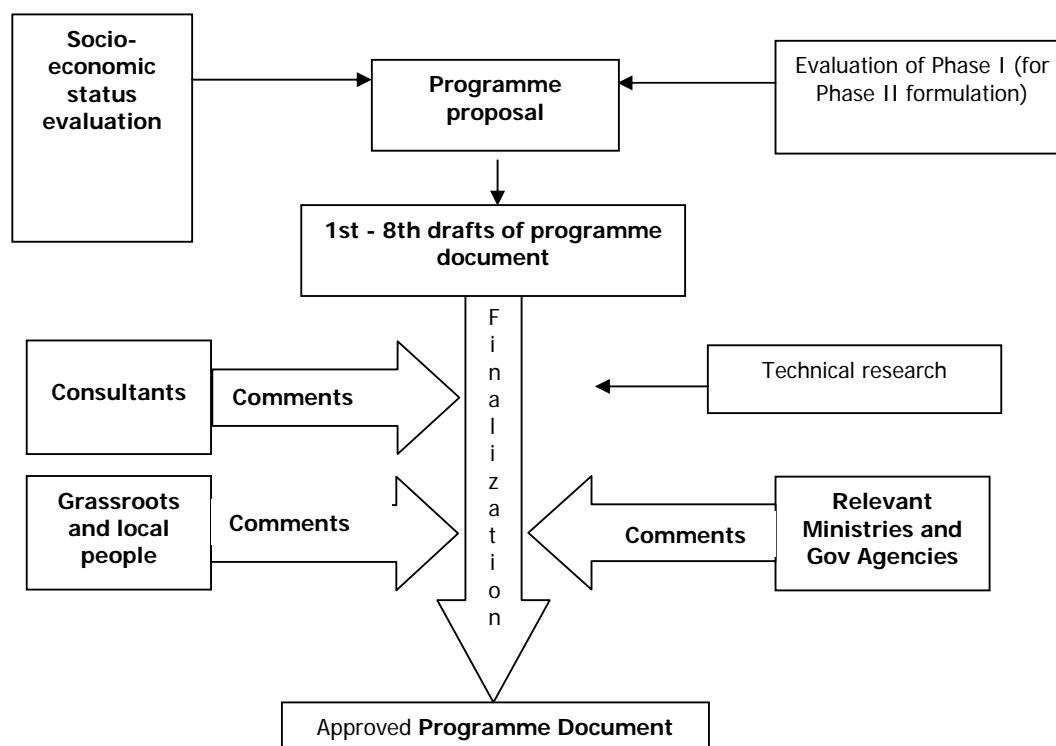 Socio-
economic
status
evaluation
Programme
proposal
Evaluation of Phase I (for
Phase II formulation)
1st - 8th drafts of programme
document
Finalization
Consultants
Comments
Technical research
Grassroots
and local
people
Comments
Comments
Relevant
Ministries and
Gov Agencies
Approved Programme Document